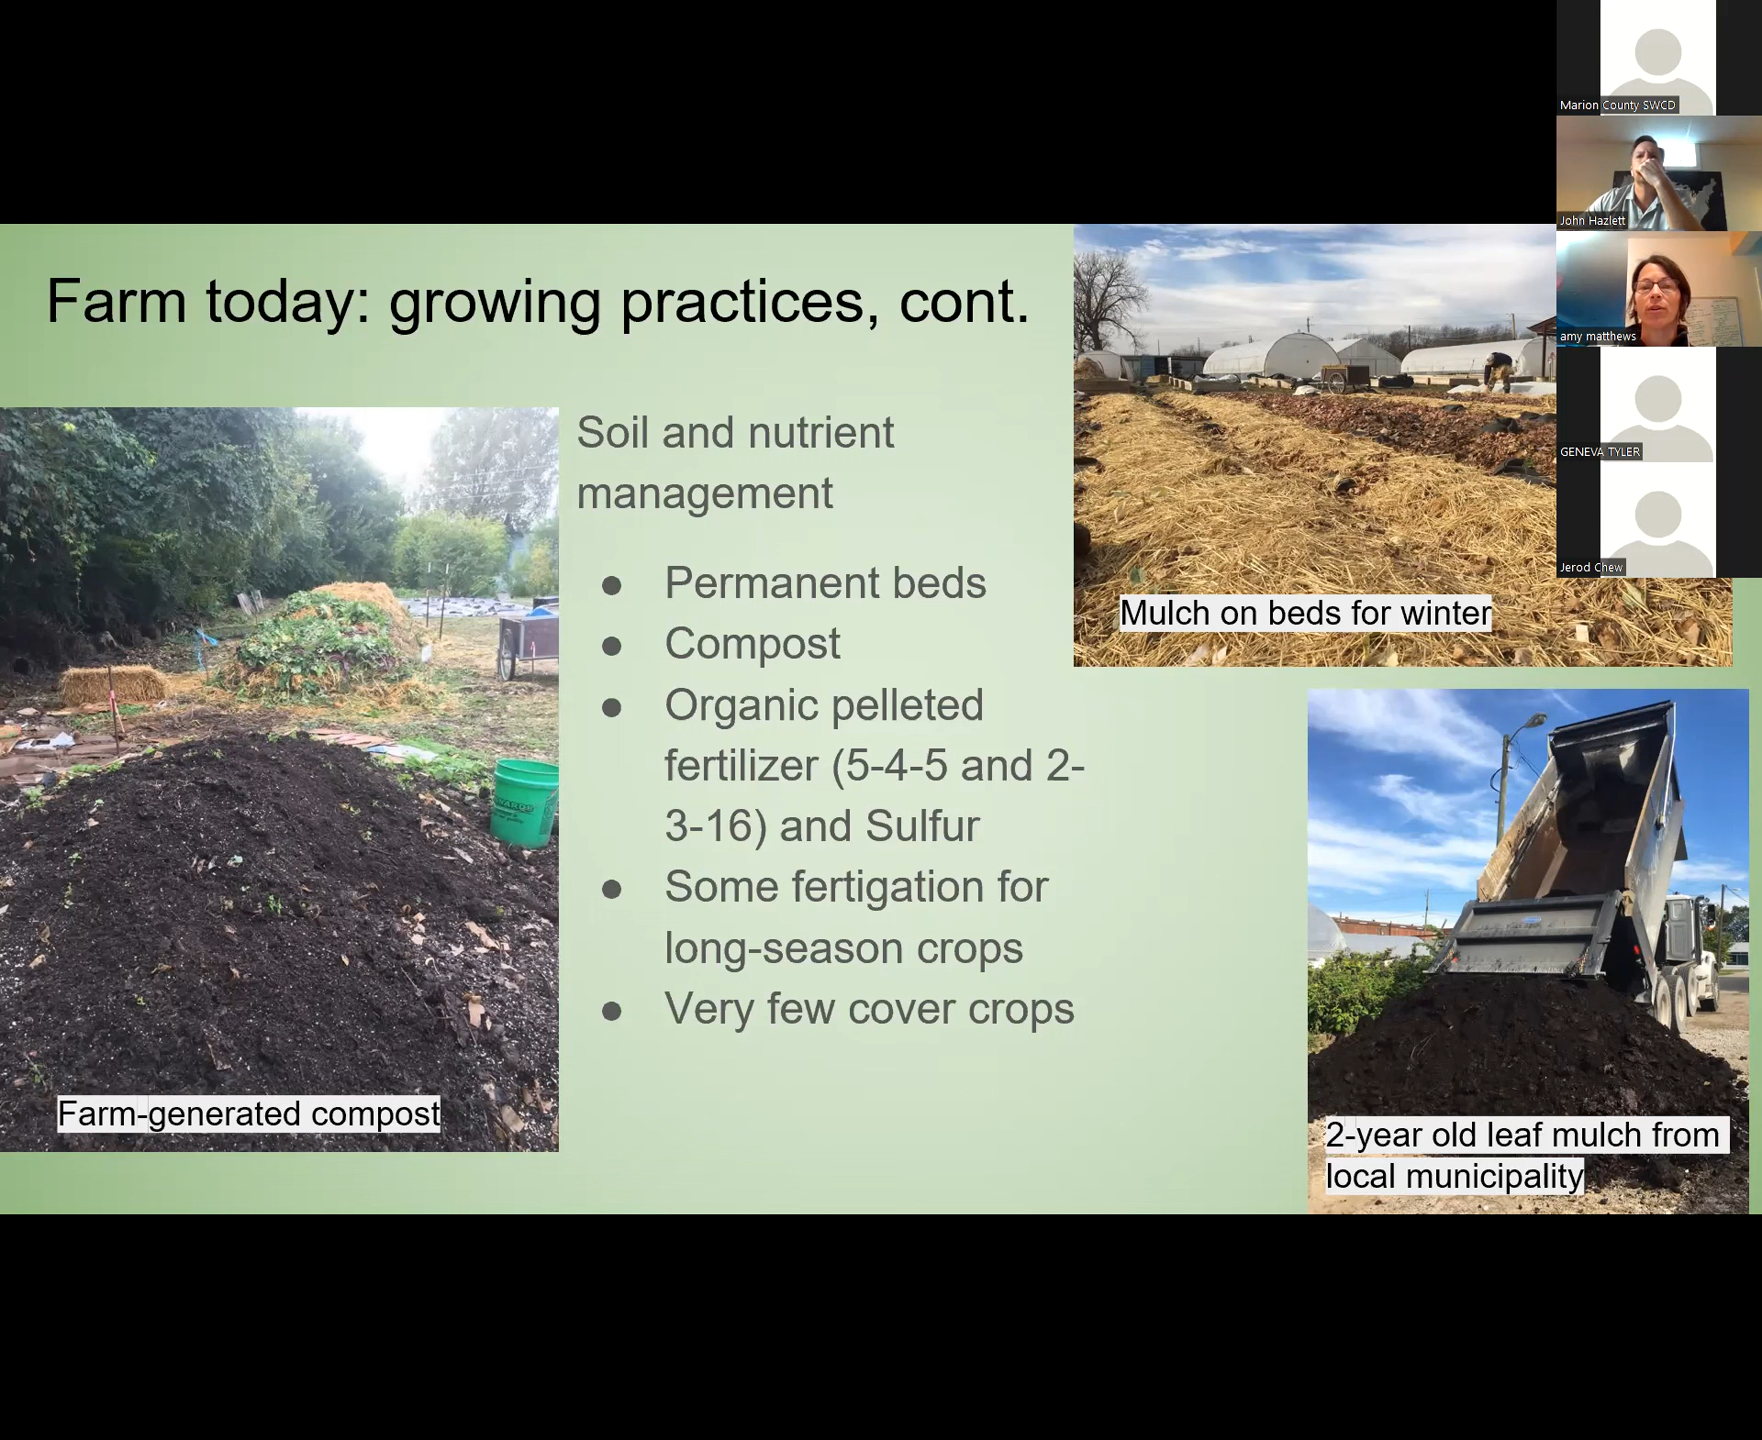 Marion County SWCD
John Hazlett
amy matthews
GENEVA TYLER
Jerod Chew
Farm today: growing practices, cont.
Soil and nutrient
management
● Permanent beds
● Compost
● Organic pelleted
fertilizer (5-4-5 and 2-
3-16) and Sulfur
● Some fertigation for
long-season crops
● Very few cover crops
Mulch on beds for winter
Farm-generated compost
2-year old leaf mulch from
local municipality